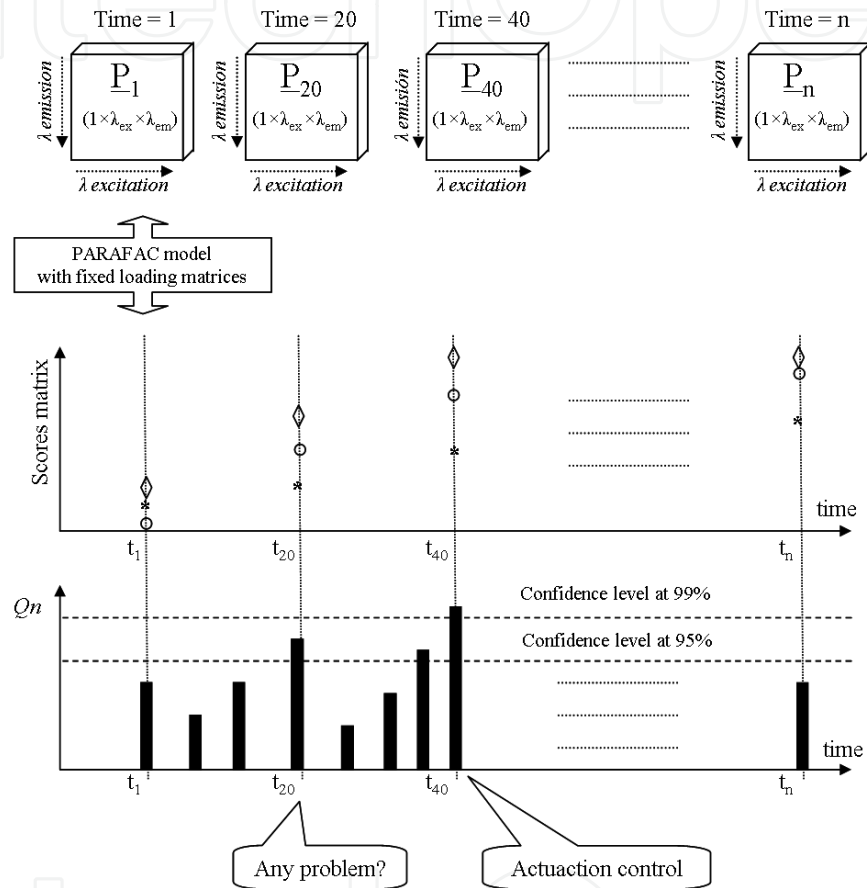 Time = 1
Time = 20
Time = 40
Time = n
λ emission
P1
(1×λex×λem)
λ excitation
λ emission
P20
(1×λex×λem)
λ excitation
λ emisión
P40
(1×λex×λem)
λ excitation
λ emission
Pn
(1×λex×λem)
λ excitation
PARAFAC model
with fixed loading matrices
Scores matrix
time
t1
t20
t40
tn
Qn
Confidence level at 99%
Confidence level at 95%
time
t1
t20
t40
tn
Any problem?
Actuaction control